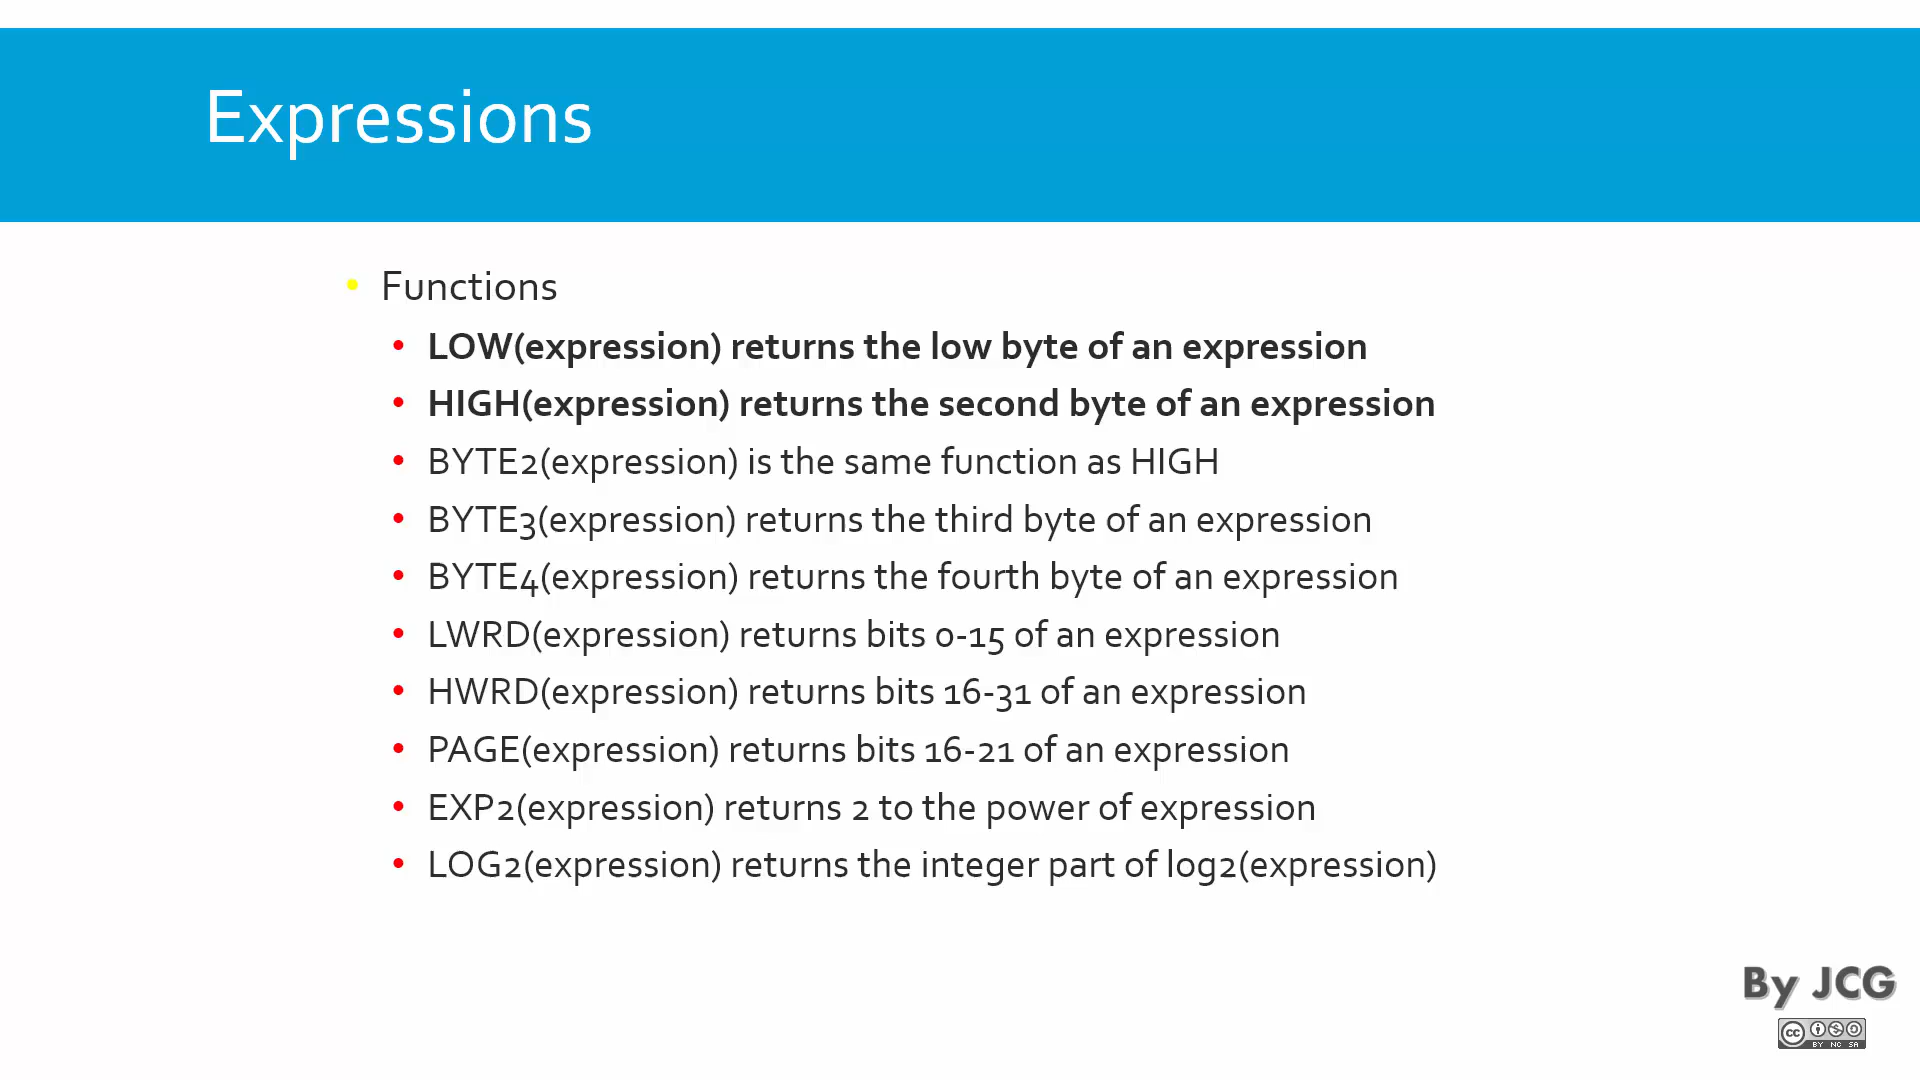 Expressions
Functions
LOW(expression) returns the low byte of an expression
HIGH(expression) returns the second byte of an expression
BYTE2(expression) is the same function as HIGH
BYTE3(expression) returns the third byte of an expression
BYTE4(expression) returns the fourth byte of an expression
LWRD(expression) returns bits 0-15 of an expression
HWRD(expression) returns bits 16-31 of an expression
PAGE(expression) returns bits 16-21 of an expression
EXP2(expression) returns 2 to the power of expression
LOG2(expression) returns the integer part of log2(expression)
By JCG
cc
BY NC SA